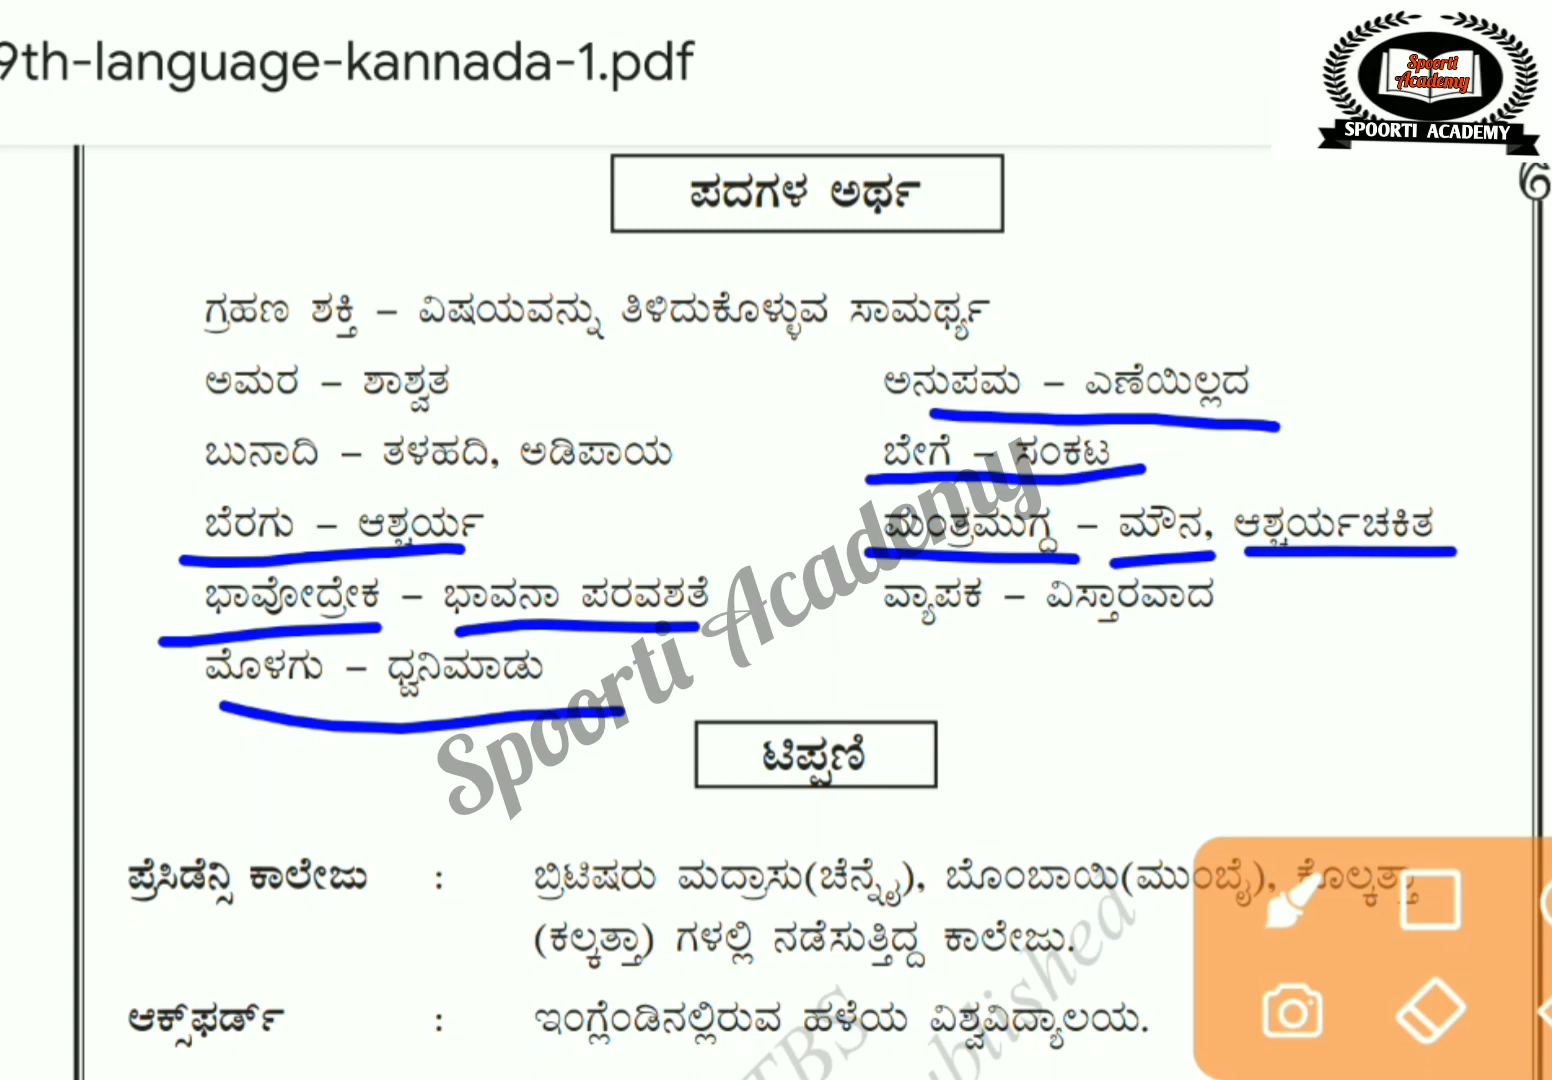 9th-language-kannada-1.pdf
Spoorti
Academy
SPOORTI ACADEMY
ಪದಗಳ ಅರ್ಥ
ಗ್ರಹಣ ಶಕ್ತಿ – ವಿಷಯವನ್ನು ತಿಳಿದುಕೊಳ್ಳುವ ಸಾಮರ್ಥ್ಯ
ಅಮರ – ಶಾಶ್ವತ ಅನುಪಮ – ಎಣೆಯಿಲ್ಲದ
ಬುನಾದಿ – ತಳಹದಿ, ಅಡಿಪಾಯ ಬೇಗೆ – ಸಂಕಟ
ಬೆರಗು – ಆಶ್ಚರ್ಯ ಮಂತ್ರಮುಗ್ಧ – ಮೌನ, ಆಶ್ಚರ್ಯಚಕಿತ
ಭಾವೋದ್ರೇಕ – ಭಾವನಾ ಪರವಶತೆ ವ್ಯಾಪಕ – ವಿಸ್ತಾರವಾದ
ಮೊಳಗು – ಧ್ವನಿಮಾಡು
Spoorti Academy
ಟಿಪ್ಪಣಿ
ಪ್ರೆಸಿಡೆನ್ಸಿ ಕಾಲೇಜು : ಬ್ರಿಟಿಷರು ಮದ್ರಾಸು(ಚೆನ್ನೈ), ಬೊಂಬಾಯಿ(ಮುಂಬೈ), ಕೊಲ್ಕತ್ತಾ
(ಕಲ್ಕತ್ತಾ) ಗಳಲ್ಲಿ ನಡೆಸುತ್ತಿದ್ದ ಕಾಲೇಜು.
ಆಕ್ಸ್‌ಫರ್ಡ್ : ಇಂಗ್ಲೆಂಡಿನಲ್ಲಿರುವ ಹಳೆಯ ವಿಶ್ವವಿದ್ಯಾಲಯ.